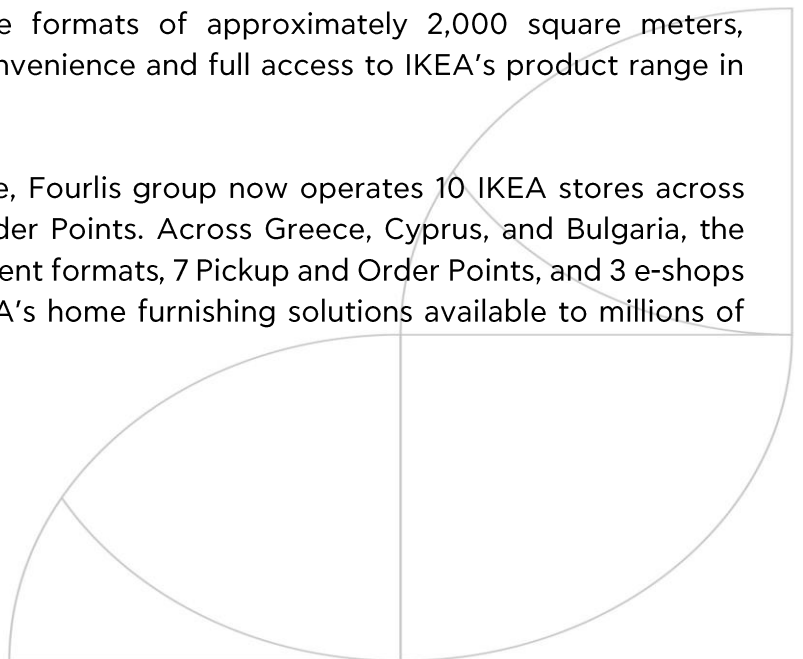 e formats of approximately 2,000 square meters,
nvenience and full access to IKEA's product range in
e, Fourlis group now operates 10 IKEA stores across
der Points. Across Greece, Cyprus, and Bulgaria, the
ent formats, 7 Pickup and Order Points, and 3 e-shops
A's home furnishing solutions available to millions of